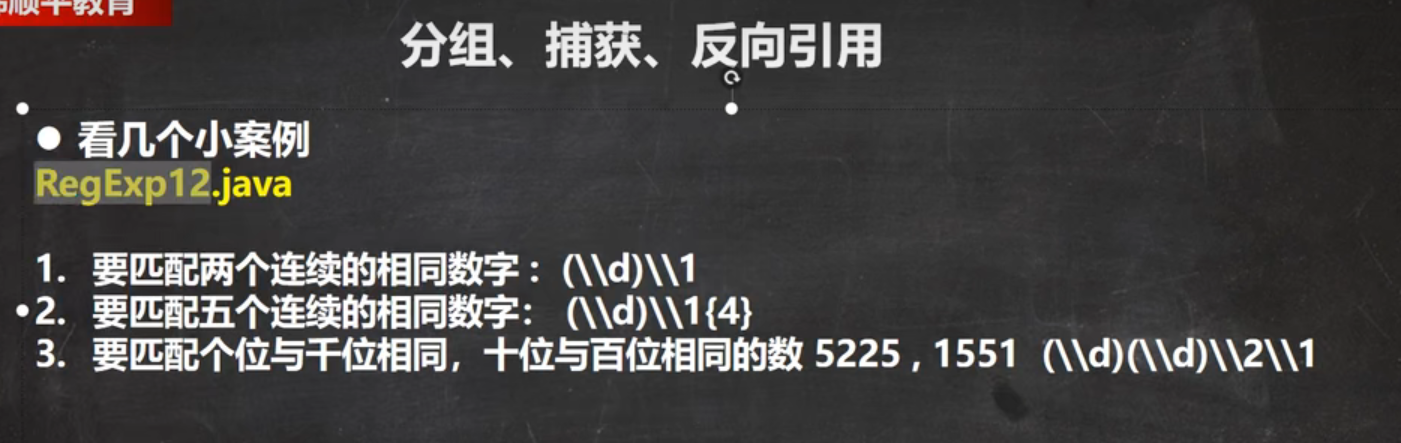 顺平教育
分组、捕获、反向引用
● 看几个小案例
RegExp12.java
1. 要匹配两个连续的相同数字 : (\\d)\\1
2. 要匹配五个连续的相同数字: (\\d)\\1{4}
3. 要匹配个位与千位相同，十位与百位相同的数 5225 , 1551 (\\d)(\\d)\\2\\1